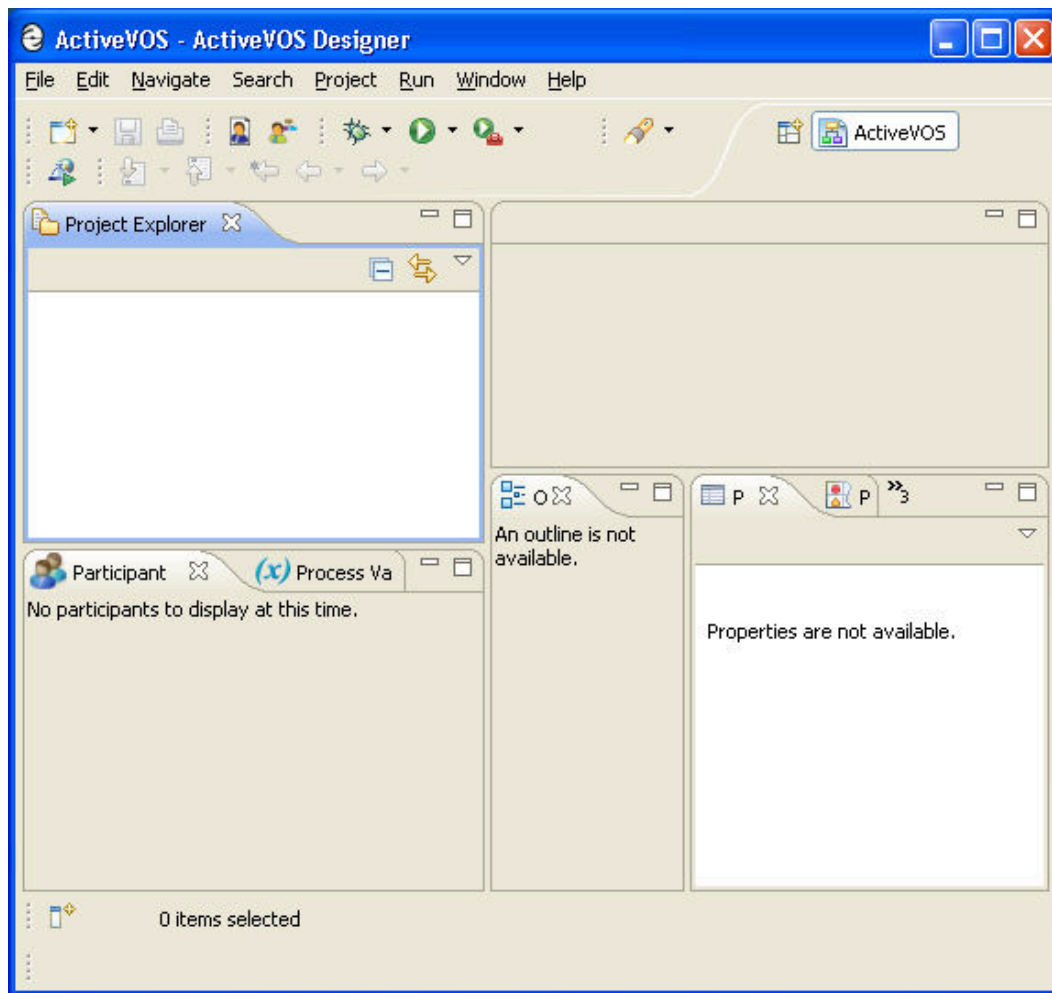 ActiveVOS - ActiveVOS Designer
File Edit Navigate Search Project Run Window Help
ActiveVOS
Project Explorer
O
P
P
»3
An outline is not
available.
Participant
(x) Process Va
No participants to display at this time.
Properties are not available.
0 items selected